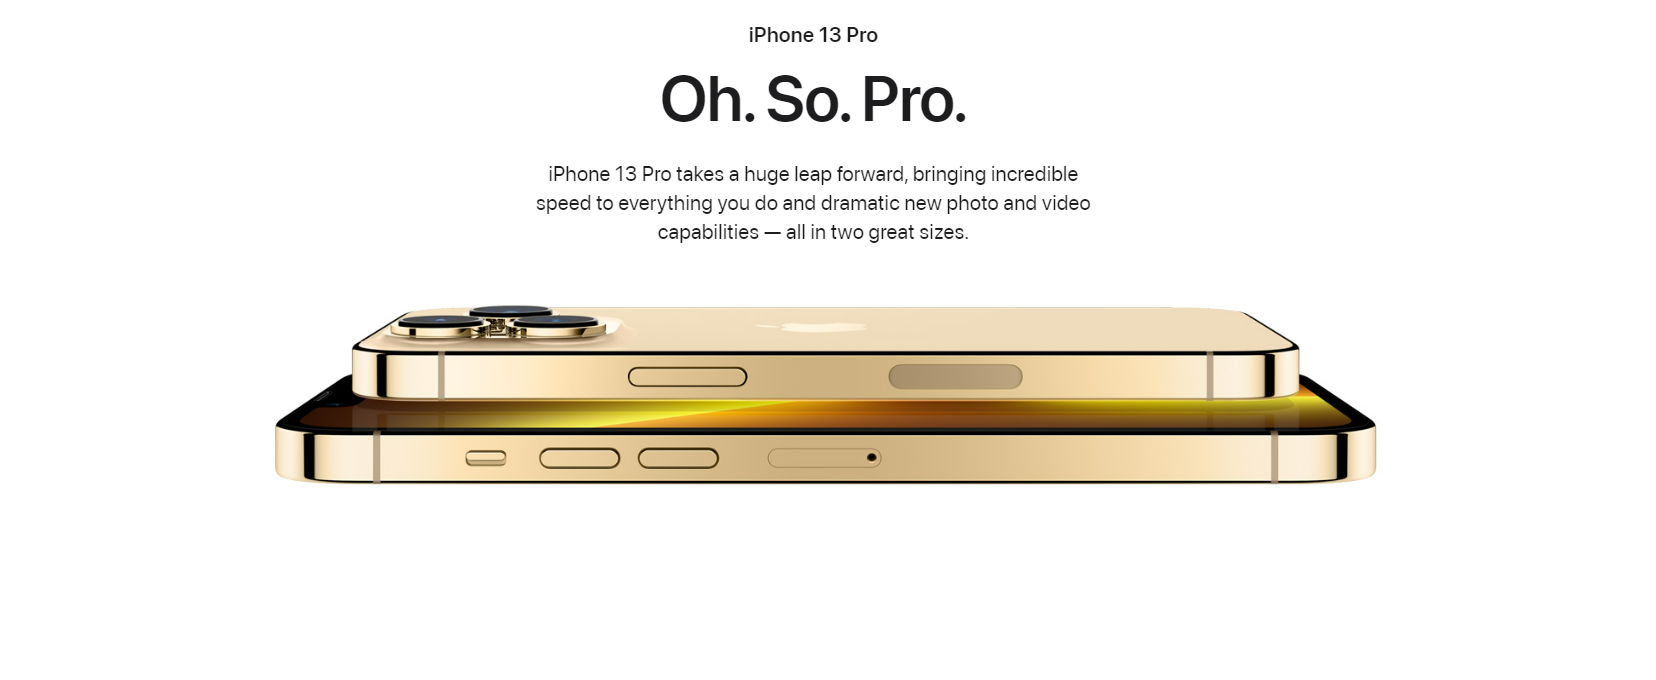 iPhone 13 Pro
Oh. So. Pro.
iPhone 13 Pro takes a huge leap forward, bringing incredible
speed to everything you do and dramatic new photo and video
capabilities — all in two great sizes.